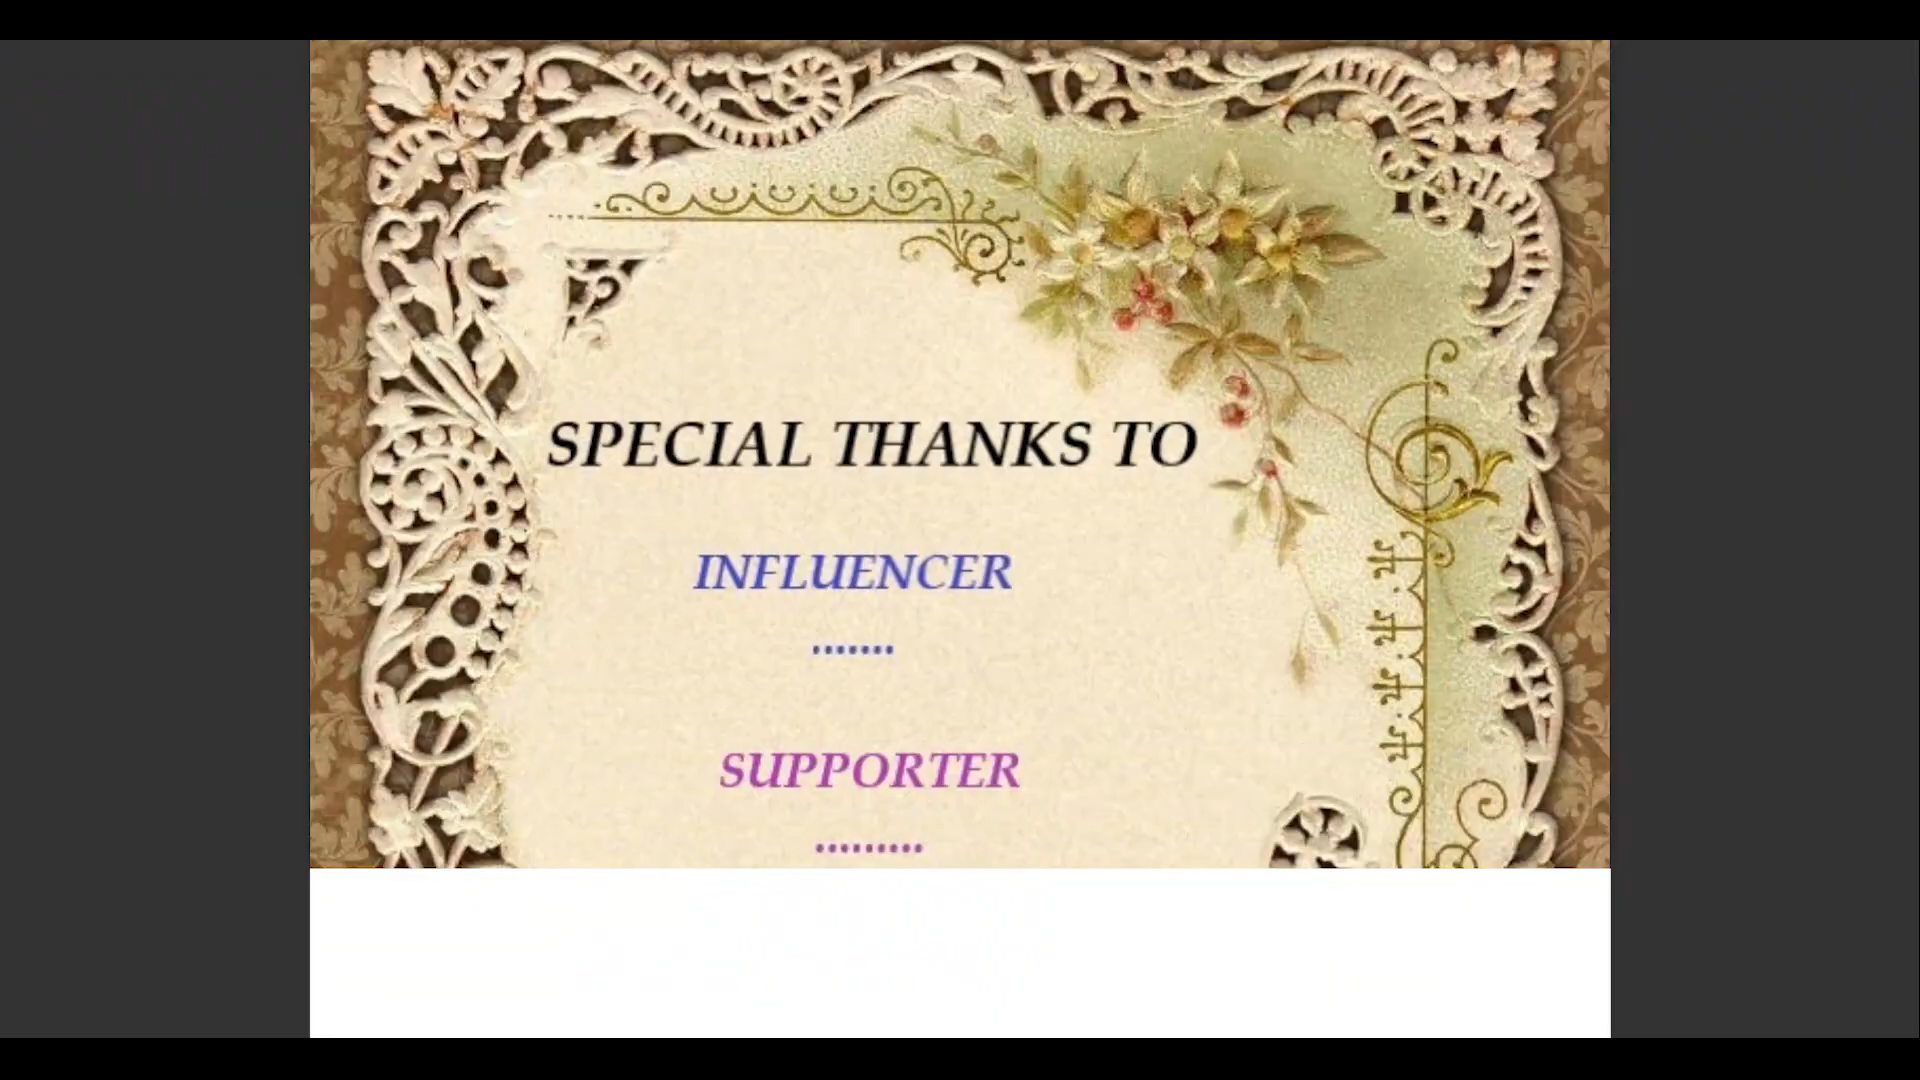 SPECIAL THANKS TO
INFLUENCER
.......
SUPPORTER
.........